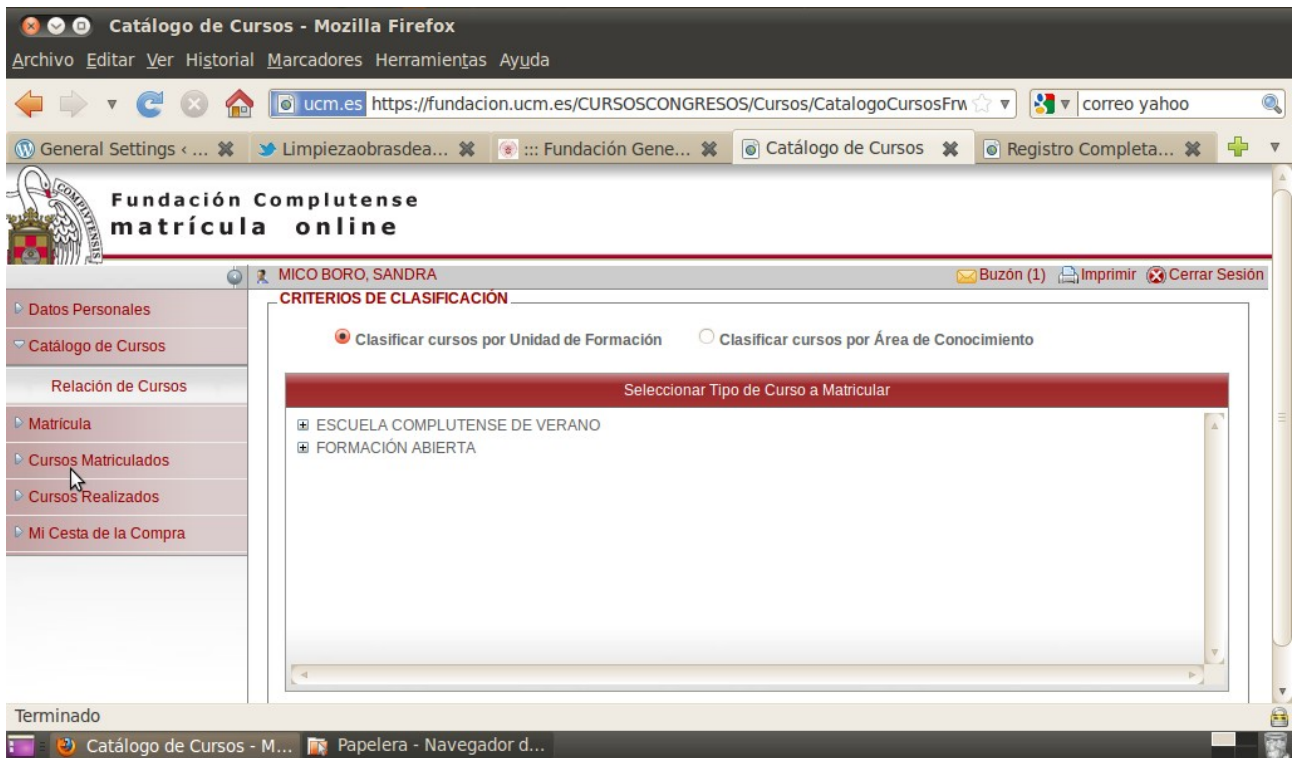 Catálogo de Cursos - Mozilla Firefox
Archivo Editar Ver Historial Marcadores Herramientas Ayuda
ucm.es https://fundacion.ucm.es/CURSOSCONGRESOS/Cursos/CatalogoCursosFrw correo yahoo
General Settings ‹ ... Limpiezaobrasdea... ::: Fundación Gene... Catálogo de Cursos Registro Completa...
COMPLVTENSIS
Fundación Complutense
matrícula online
MICO BORO, SANDRA Buzón (1) Imprimir Cerrar Sesión
Datos Personales
Catálogo de Cursos
Relación de Cursos
Matrícula
Cursos Matriculados
Cursos Realizados
Mi Cesta de la Compra
CRITERIOS DE CLASIFICACIÓN
Clasificar cursos por Unidad de Formación Clasificar cursos por Área de Conocimiento
Seleccionar Tipo de Curso a Matricular
ESCUELA COMPLUTENSE DE VERANO
FORMACIÓN ABIERTA
Terminado
Catálogo de Cursos - M... Papelera - Navegador d...